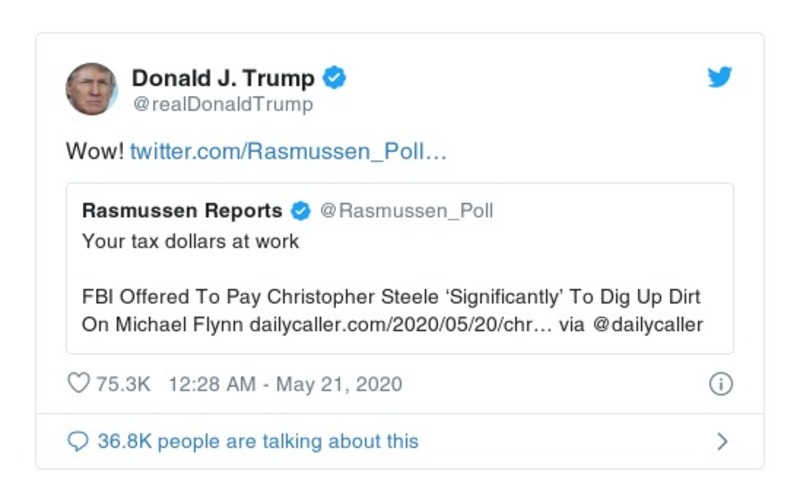 Donald J. Trump
@realDonaldTrump
Wow! twitter.com/Rasmussen_Poll…
Rasmussen Reports @Rasmussen_Poll
Your tax dollars at work
FBI Offered To Pay Christopher Steele ‘Significantly’ To Dig Up Dirt
On Michael Flynn dailycaller.com/2020/05/20/chr… via @dailycaller
75.3K 12:28 AM - May 21, 2020
36.8K people are talking about this